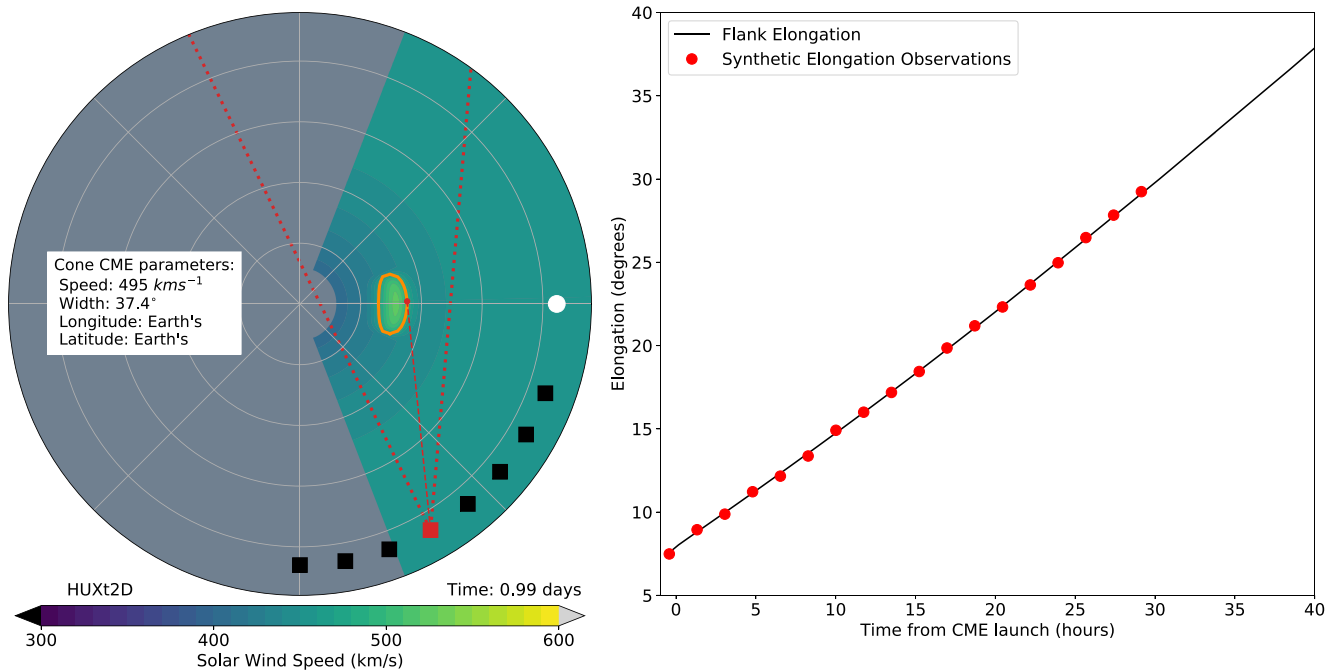 Cone CME parameters:
Speed: 495 kms⁻¹
Width: 37.4°
Longitude: Earth's
Latitude: Earth's
HUXt2D
Time: 0.99 days
300 400 500 600
Solar Wind Speed (km/s)
Flank Elongation
Synthetic Elongation Observations
Elongation (degrees)
40
35
30
25
20
15
10
5
0 5 10 15 20 25 30 35 40
Time from CME launch (hours)